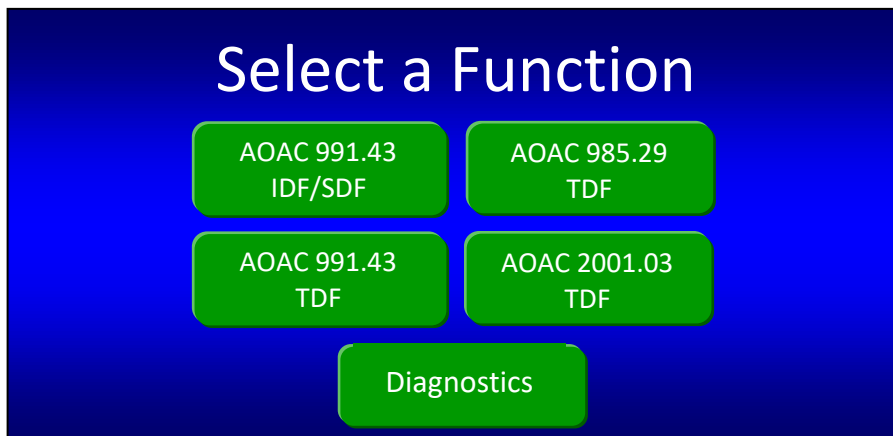 Select a Function
AOAC 991.43
IDF/SDF
AOAC 985.29
TDF
AOAC 991.43
TDF
AOAC 2001.03
TDF
Diagnostics